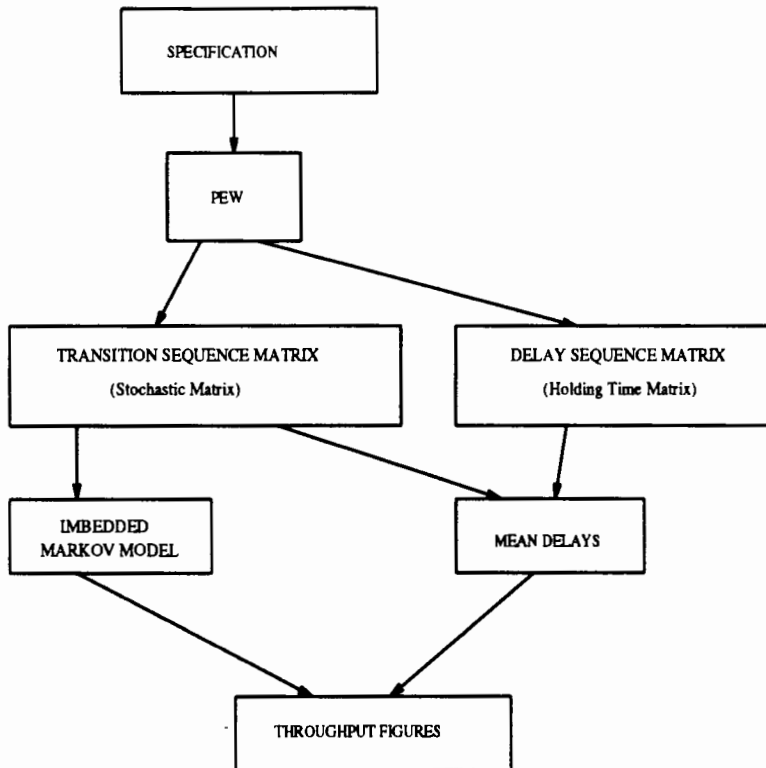 SPECIFICATION
PEW
TRANSITION SEQUENCE MATRIX
(Stochastic Matrix)
DELAY SEQUENCE MATRIX
(Holding Time Matrix)
IMBEDDED
MARKOV MODEL
MEAN DELAYS
THROUGHPUT FIGURES